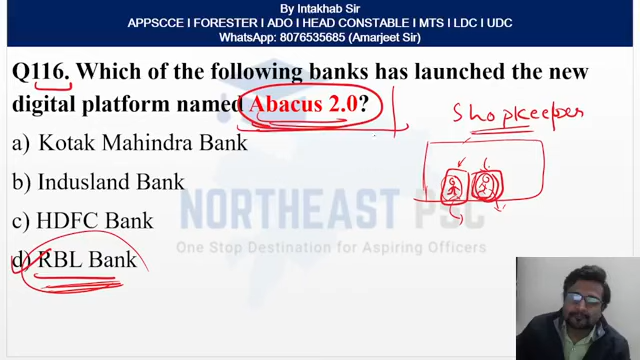 By Intakhab Sir
APPSCCE I FORESTER I ADO I HEAD CONSTABLE I MTS I LDC I UDC
WhatsApp: 8076535685 (Amarjeet Sir)
Q116. Which of the following banks has launched the new
digital platform named Abacus 2.0?
Shopkeeper
a) Kotak Mahindra Bank
b) Indusland Bank
c) HDFC Bank
d) RBL Bank
NORTHEAST PSC
One Stop Destination for Aspiring Officers